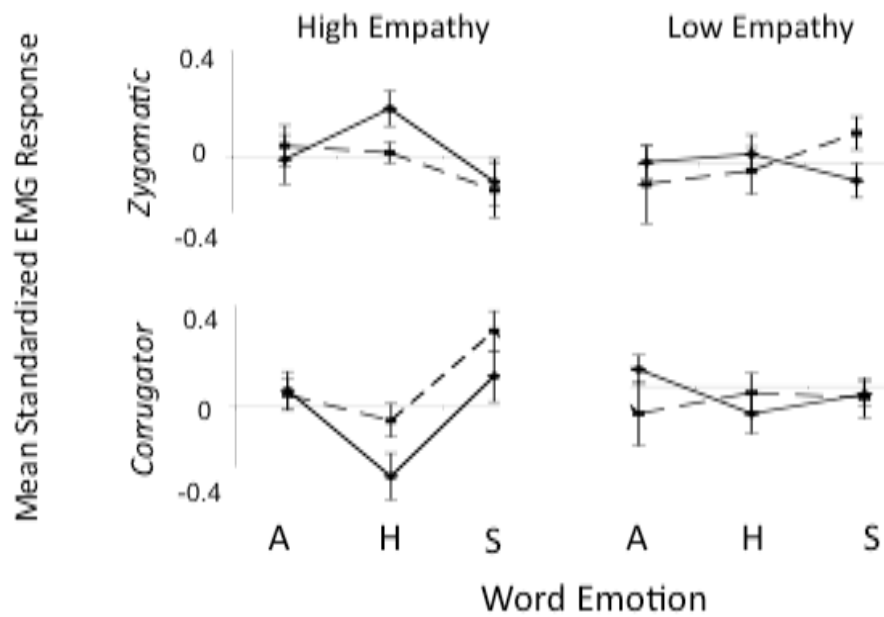 High Empathy
Low Empathy
Mean Standardized EMG Response
Zygomatic
0.4
0
-0.4
Corrugator
0.4
0
-0.4
A H S
A H S
Word Emotion